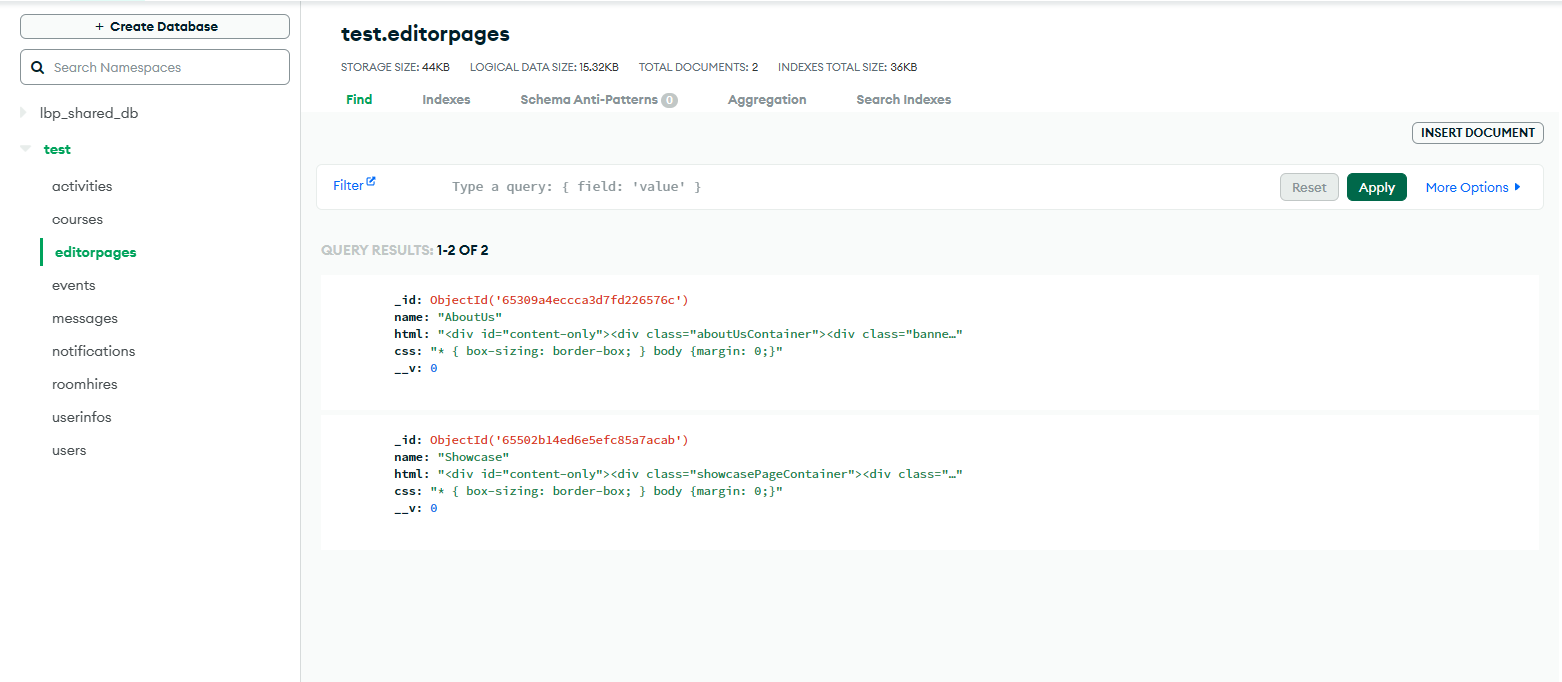 + Create Database
Search Namespaces
lbp_shared_db
test
activities
courses
editorpages
events
messages
notifications
roomhires
userinfos
users
test.editorpages
STORAGE SIZE: 44KB LOGICAL DATA SIZE: 15.32KB TOTAL DOCUMENTS: 2 INDEXES TOTAL SIZE: 36KB
Find Indexes Schema Anti-Patterns 0 Aggregation Search Indexes
INSERT DOCUMENT
Filter Type a query: { field: 'value' } Reset Apply More Options
QUERY RESULTS: 1-2 OF 2
_id: ObjectId('65309a4eccca3d7fd226576c')
name: "AboutUs"
html: "<div id="content-only"><div class="aboutUsContainer"><div class="banne…"
css: "* { box-sizing: border-box; } body {margin: 0;}"
__v: 0
_id: ObjectId('65502b14ed6e5efc85a7acab')
name: "Showcase"
html: "<div id="content-only"><div class="showcasePageContainer"><div class="…"
css: "* { box-sizing: border-box; } body {margin: 0;}"
__v: 0